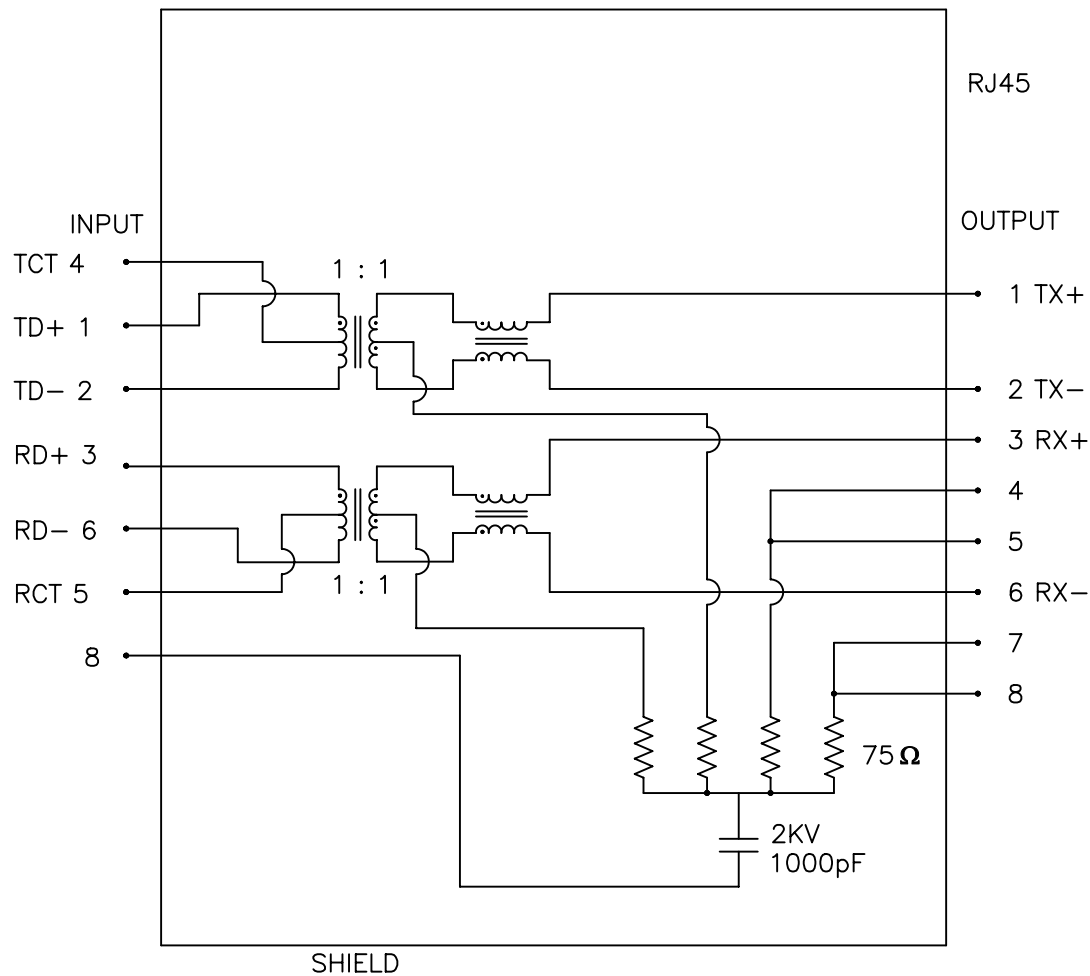 RJ45
INPUT
OUTPUT
TCT 4
1 : 1
1 TX+
TD+ 1
TD− 2
2 TX−
RD+ 3
3 RX+
4
RD− 6
5
RCT 5
1 : 1
6 RX−
8
7
8
75Ω
2KV
1000pF
SHIELD